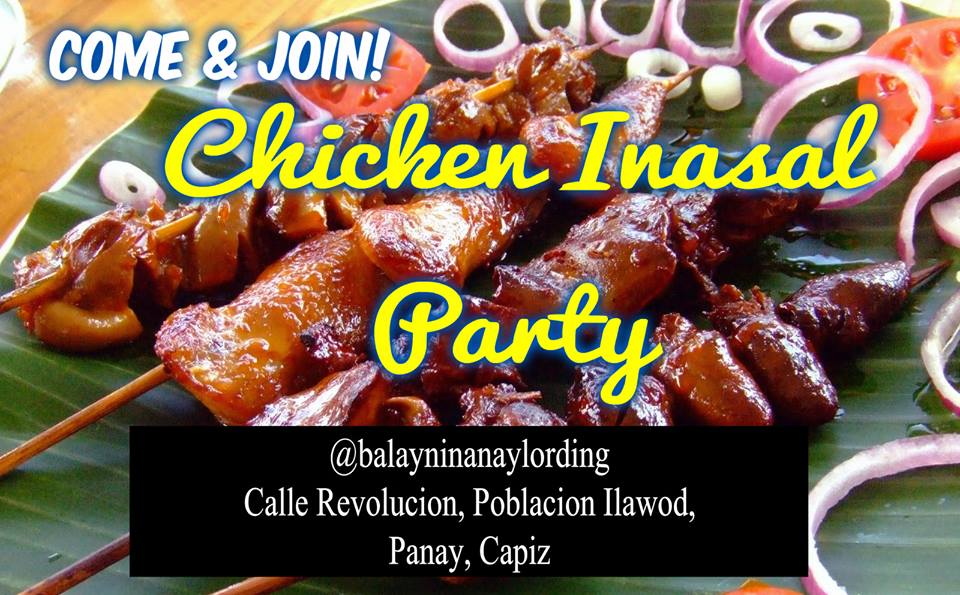 COME & JOIN!
Chicken Inasal
Party
@balayninanaylording
Calle Revolucion, Poblacion Ilawod,
Panay, Capiz